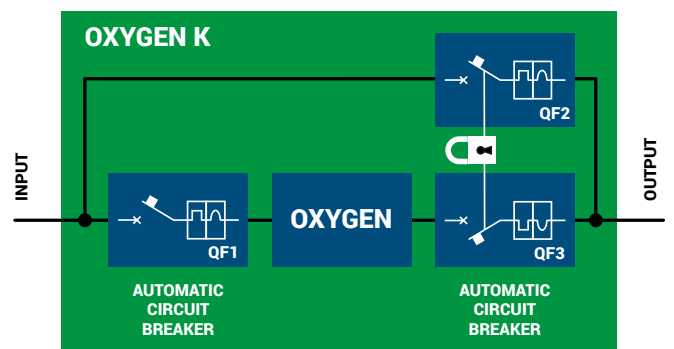 OXYGEN K
QF2
INPUT
OUTPUT
QF1
OXYGEN
QF3
AUTOMATIC
CIRCUIT
BREAKER
AUTOMATIC
CIRCUIT
BREAKER